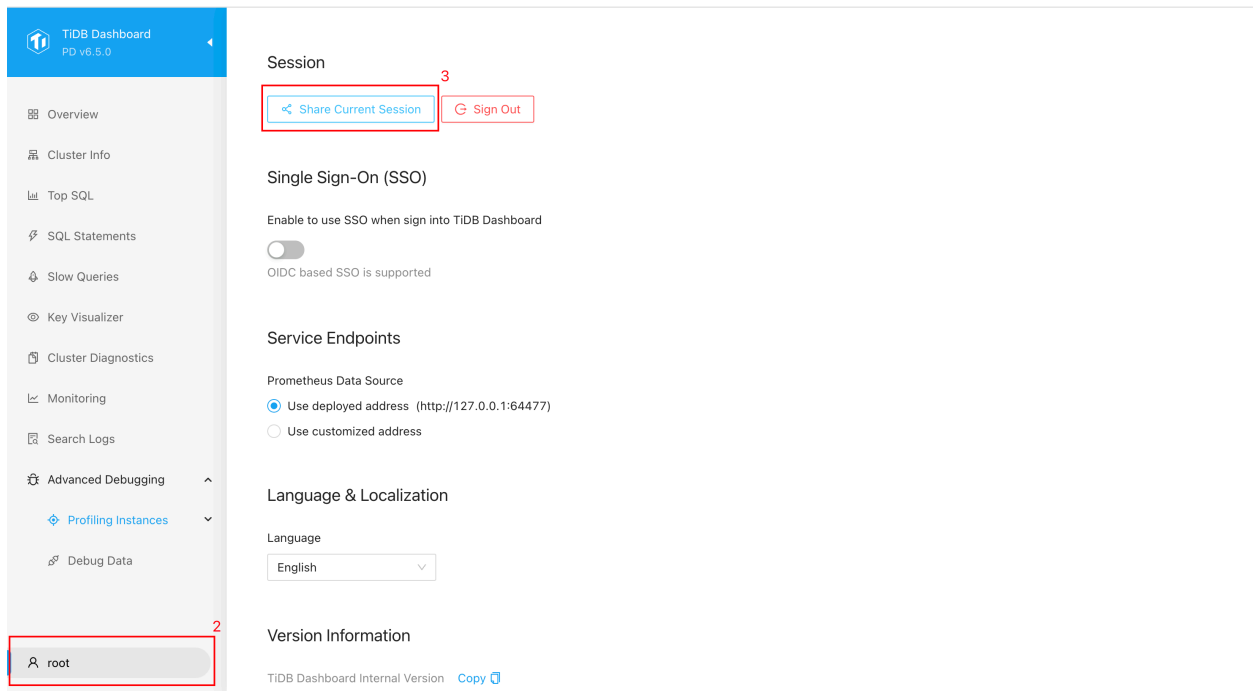 TiDB Dashboard
PD v6.5.0
Overview
Cluster Info
Top SQL
SQL Statements
Slow Queries
Key Visualizer
Cluster Diagnostics
Monitoring
Search Logs
Advanced Debugging
Profiling Instances
Debug Data
2
root
Session
3
Share Current Session
Sign Out
Single Sign-On (SSO)
Enable to use SSO when sign into TiDB Dashboard
OIDC based SSO is supported
Service Endpoints
Prometheus Data Source
Use deployed address (http://127.0.0.1:64477)
Use customized address
Language & Localization
Language
English
Version Information
TiDB Dashboard Internal Version Copy